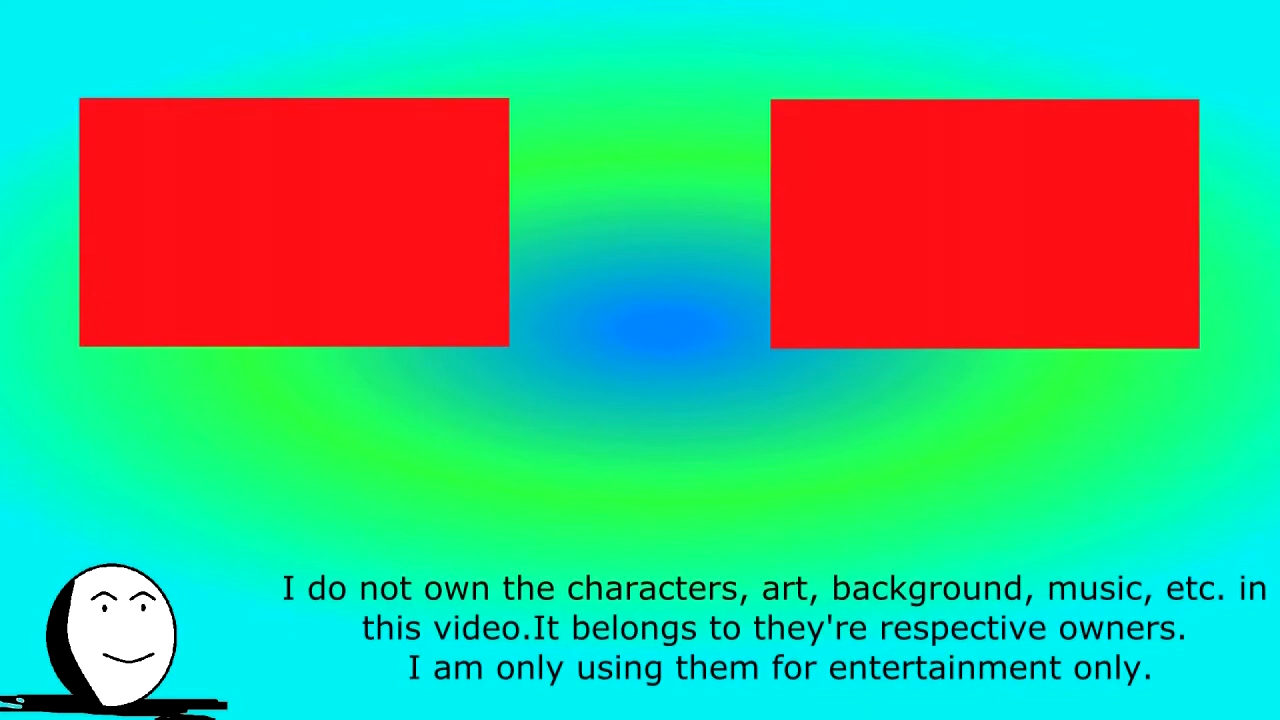 I do not own the characters, art, background, music, etc. in
this video.It belongs to they're respective owners.
I am only using them for entertainment only.